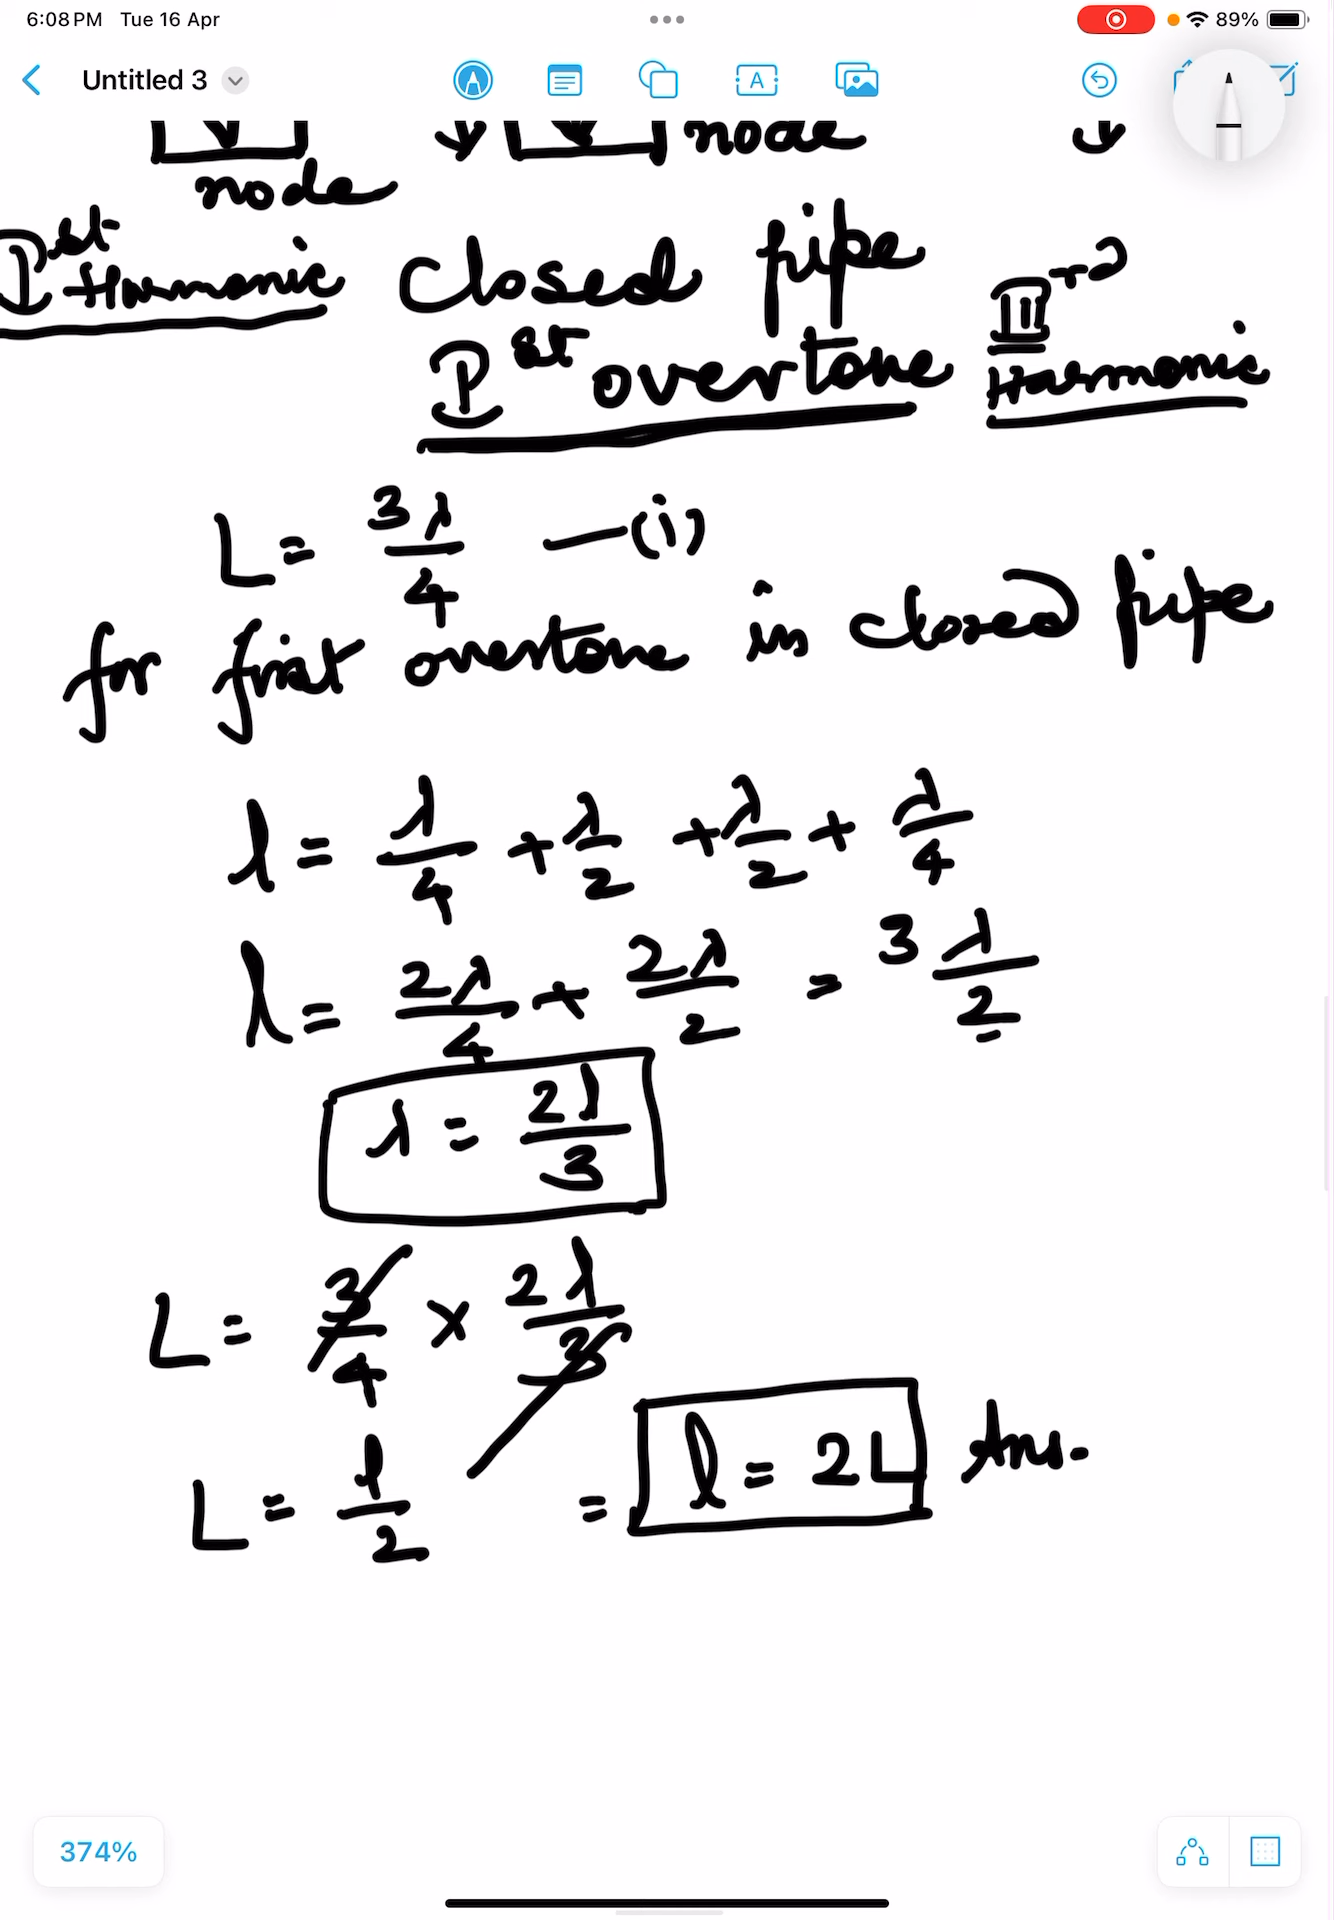 6:08 PM Tue 16 Apr
89%
Untitled 3
A
node
node
Ist Harmonic
Closed pipe
Ist overtone
IIIrd Harmonic
L = 3λ/4 —(i)
for first overtone in closed pipe
l = λ/4 + λ/2 + λ/2 + λ/4
l = 2λ/4 + 2λ/2 = 3λ/2
λ = 2l/3
L = 3/4 × 2l/3
L = l/2 = l = 2L Ans.
374%